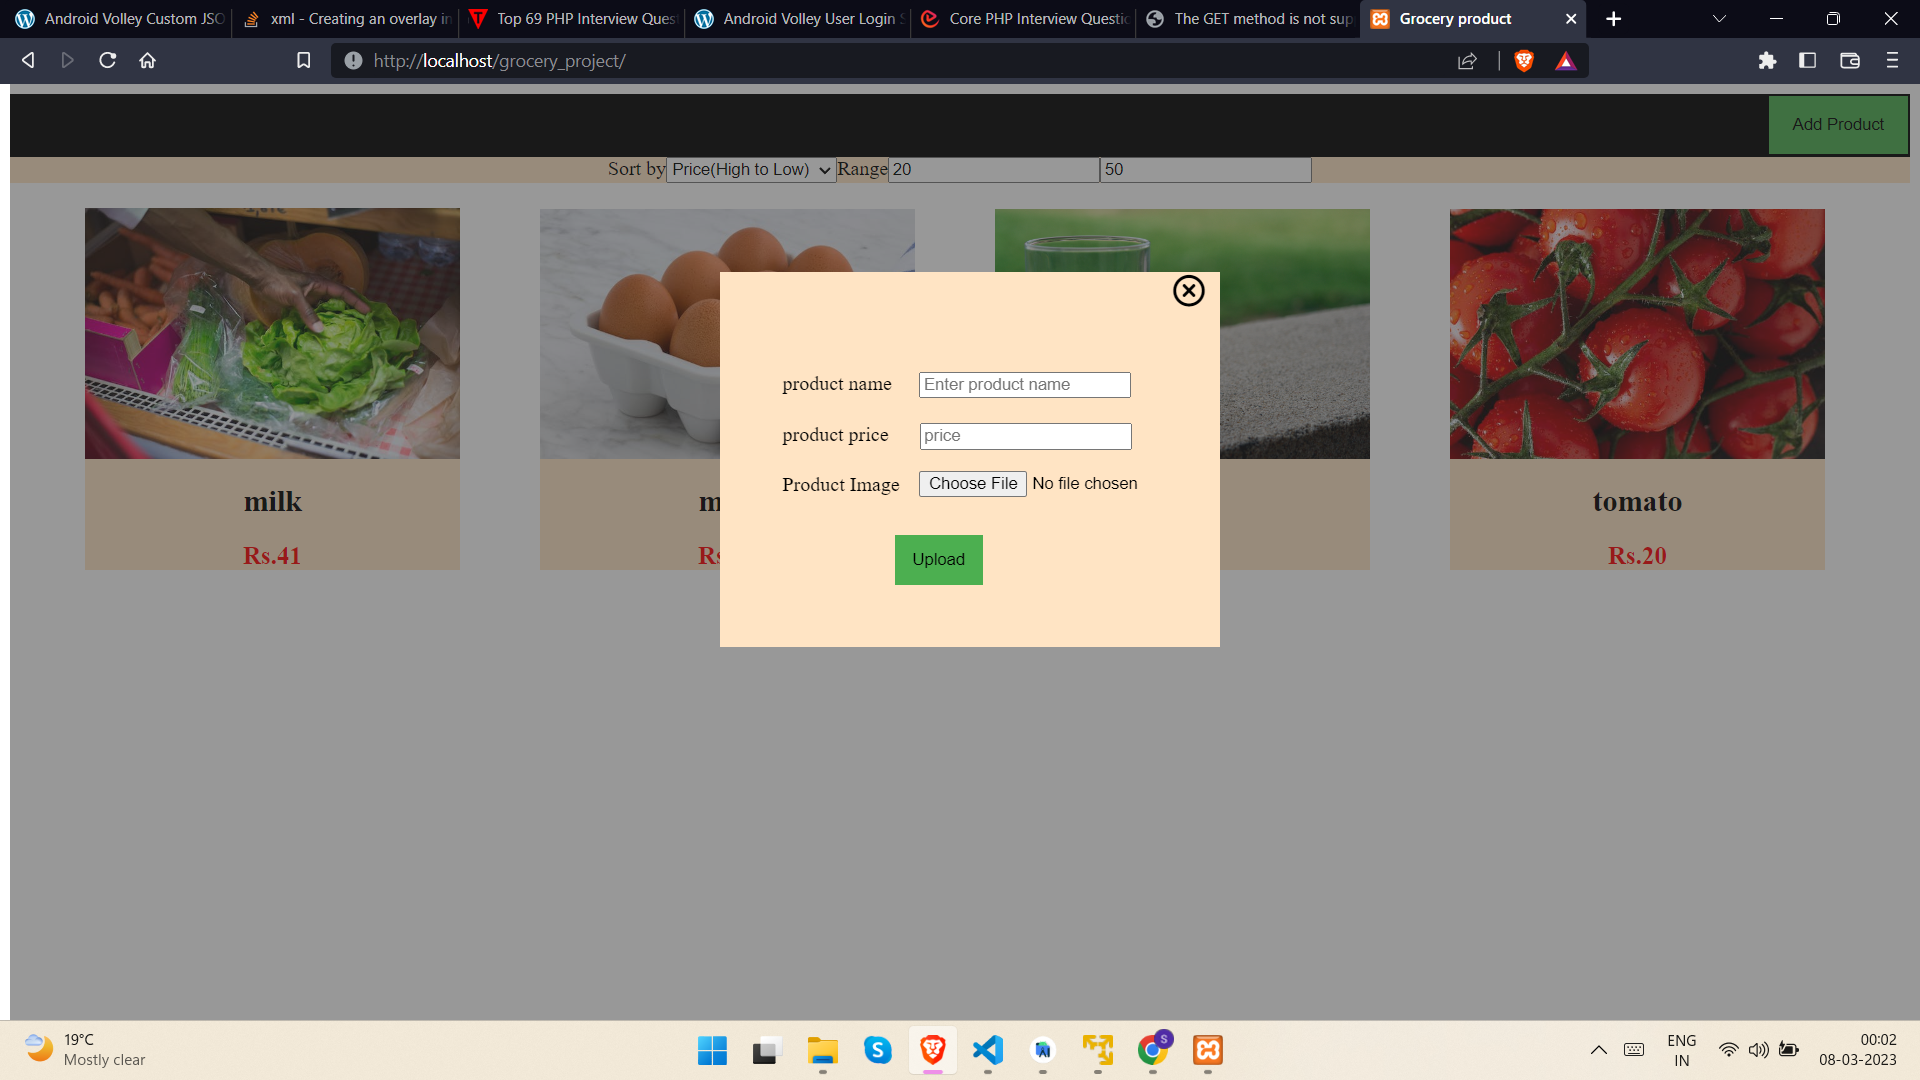 Android Volley Custom JSO
xml - Creating an overlay in
Top 69 PHP Interview Ques
Android Volley User Login S
Core PHP Interview Questio
The GET method is not sup
Grocery product
http://localhost/grocery_project/
Add Product
Sort by Price(High to Low) Range 20 50
product name Enter product name
product price price
Product Image Choose File No file chosen
Upload
milk
m
tomato
Rs.41
Rs.
Rs.20
19°C
Mostly clear
ENG
IN
00:02
08-03-2023